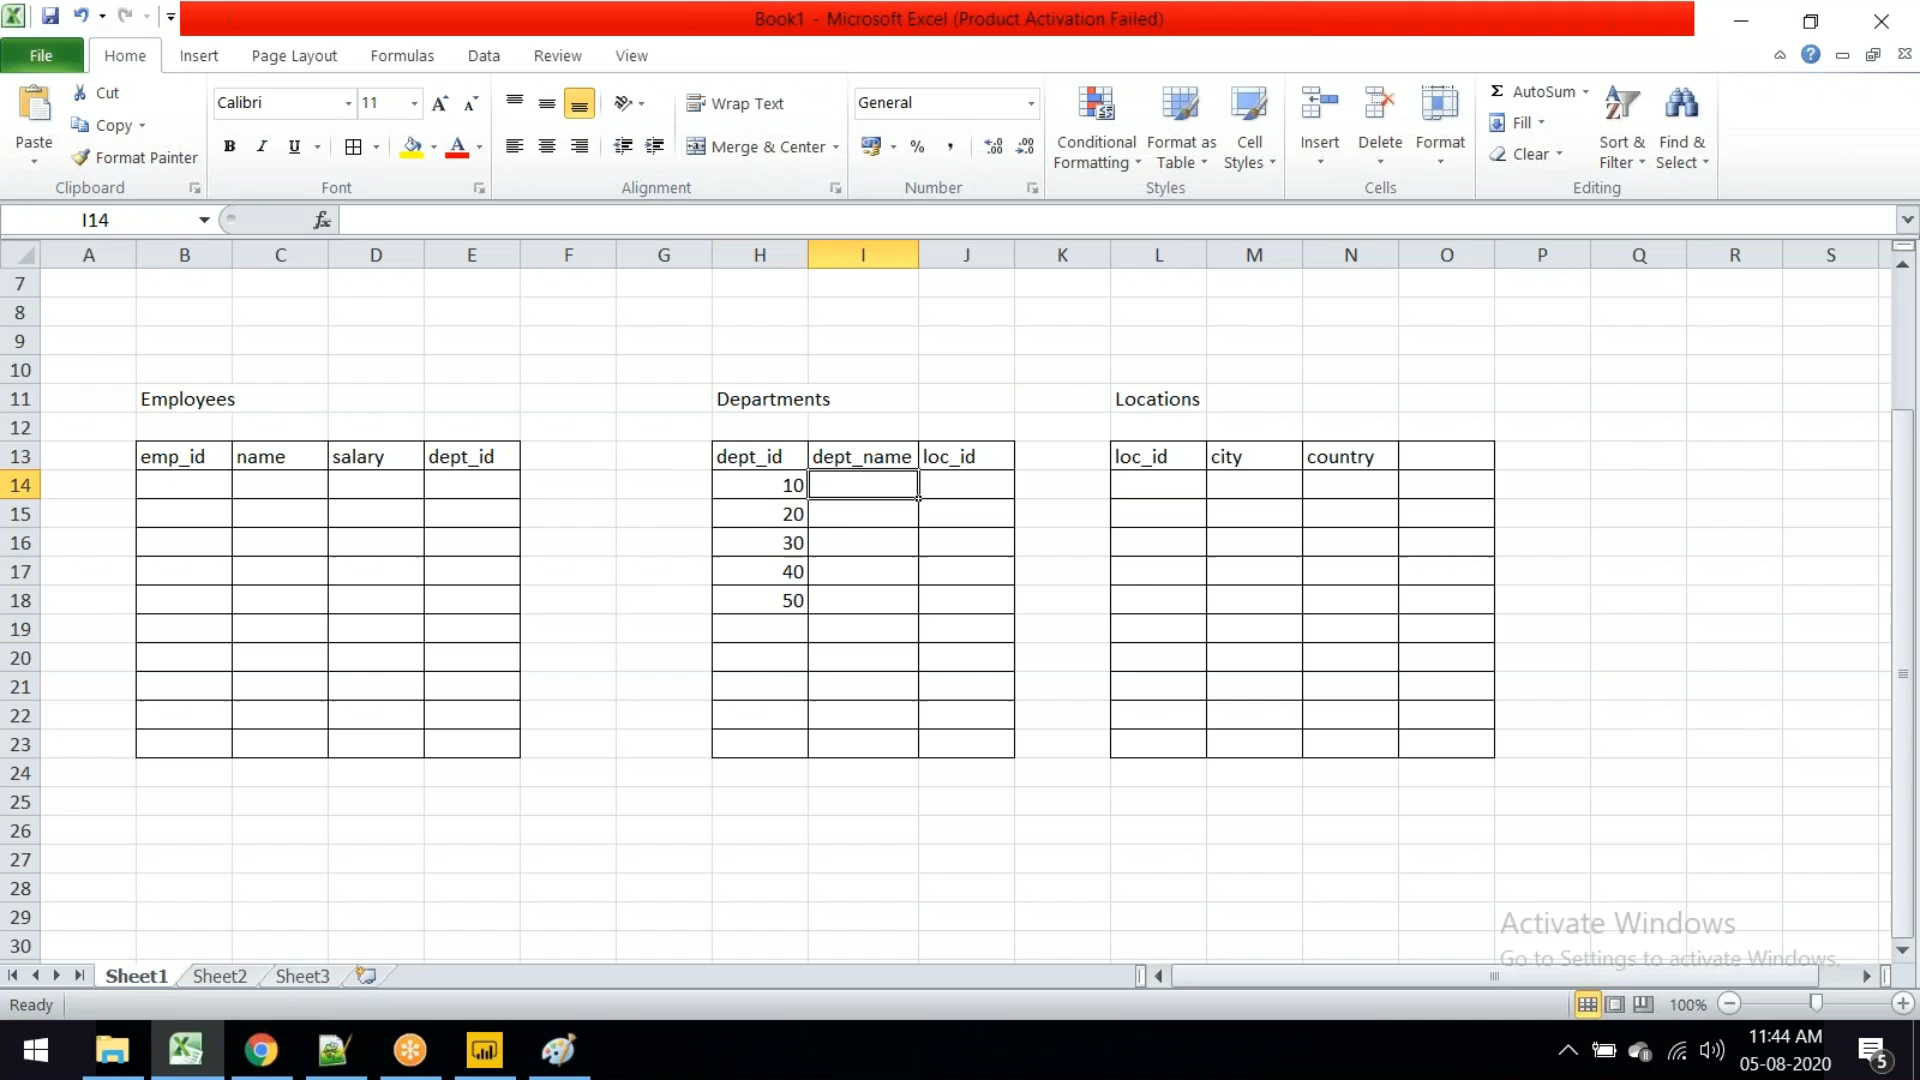 Book1 - Microsoft Excel (Product Activation Failed)
File Home Insert Page Layout Formulas Data Review View
Paste Cut Copy Format Painter Clipboard
Calibri 11 B I U A Font
Wrap Text Merge & Center Alignment
General % , Number
Conditional Formatting Format as Table Cell Styles Styles
Insert Delete Format Cells
Σ AutoSum Fill Clear Sort & Filter Find & Select Editing
I14 fx
A B C D E F G H I J K L M N O P Q R S
7
8
9
10
11 Employees Departments Locations
12
13 emp_id name salary dept_id dept_id dept_name loc_id loc_id city country
14 10
15 20
16 30
17 40
18 50
19
20
21
22
23
24
25
26
27
28
29
30
Activate Windows
Go to Settings to activate Windows.
Sheet1 Sheet2 Sheet3
Ready 100%
11:44 AM
05-08-2020
5